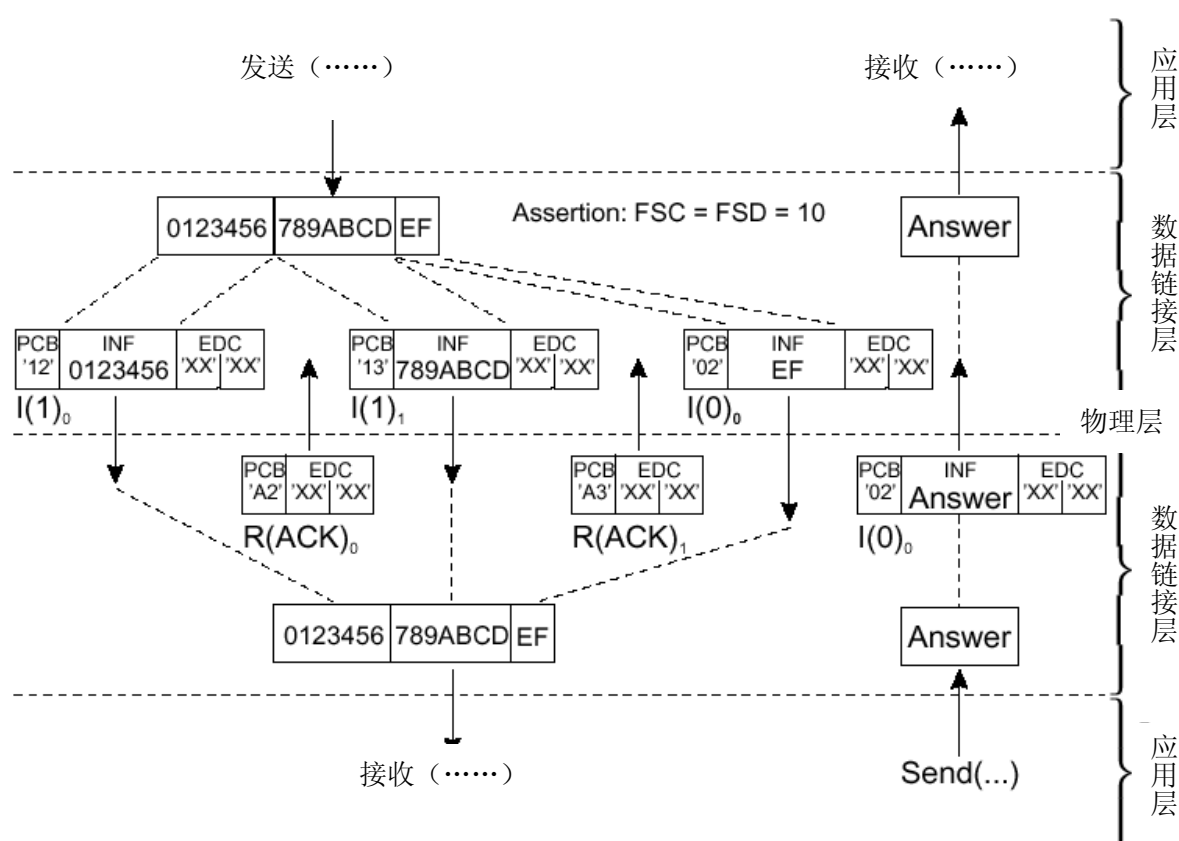 发送（……）
接收（……）
应用层
0123456 789ABCD EF
Assertion: FSC = FSD = 10
Answer
数据链接层
PCB INF EDC
'12' 0123456 'XX' 'XX'
I(1)₀
PCB INF EDC
'13' 789ABCD 'XX' 'XX'
I(1)₁
PCB INF EDC
'02' EF 'XX' 'XX'
I(0)₀
物理层
PCB EDC
'A2' 'XX' 'XX'
R(ACK)₀
PCB EDC
'A3' 'XX' 'XX'
R(ACK)₁
PCB INF EDC
'02' Answer 'XX' 'XX'
I(0)₀
数据链接层
0123456 789ABCD EF
Answer
接收（……）
Send(...)
应用层